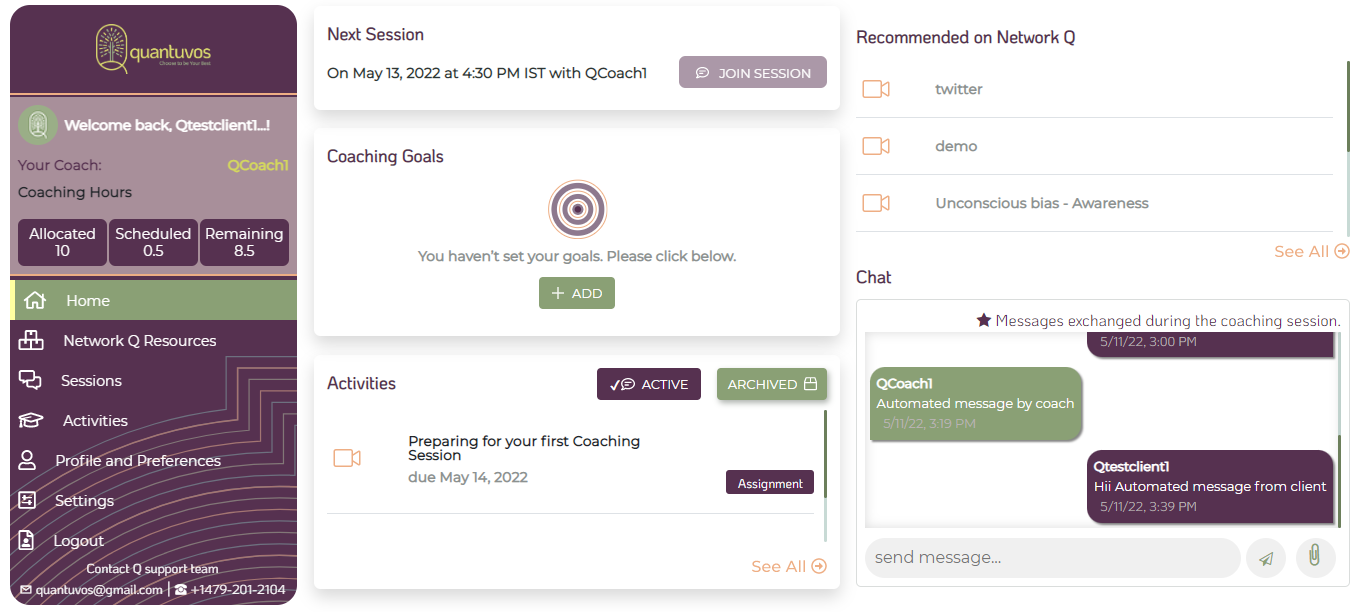 quantuvos
Choose to be Your Best
Welcome back, Qtestclient1...!
Your Coach: QCoach1
Coaching Hours
Allocated Scheduled Remaining
10 0.5 8.5
Home
Network Q Resources
Sessions
Activities
Profile and Preferences
Settings
Logout
Contact Q support team
quantuvos@gmail.com | +1479-201-2104
Next Session
On May 13, 2022 at 4:30 PM IST with QCoach1 JOIN SESSION
Coaching Goals
You haven't set your goals. Please click below.
+ ADD
Activities ACTIVE ARCHIVED
Preparing for your first Coaching
Session
due May 14, 2022
Assignment
See All
Recommended on Network Q
twitter
demo
Unconscious bias - Awareness
See All
Chat
★ Messages exchanged during the coaching session.
5/11/22, 3:00 PM
QCoach1
Automated message by coach
5/11/22, 3:19 PM
Qtestclient1
Hii Automated message from client
5/11/22, 3:39 PM
send message...